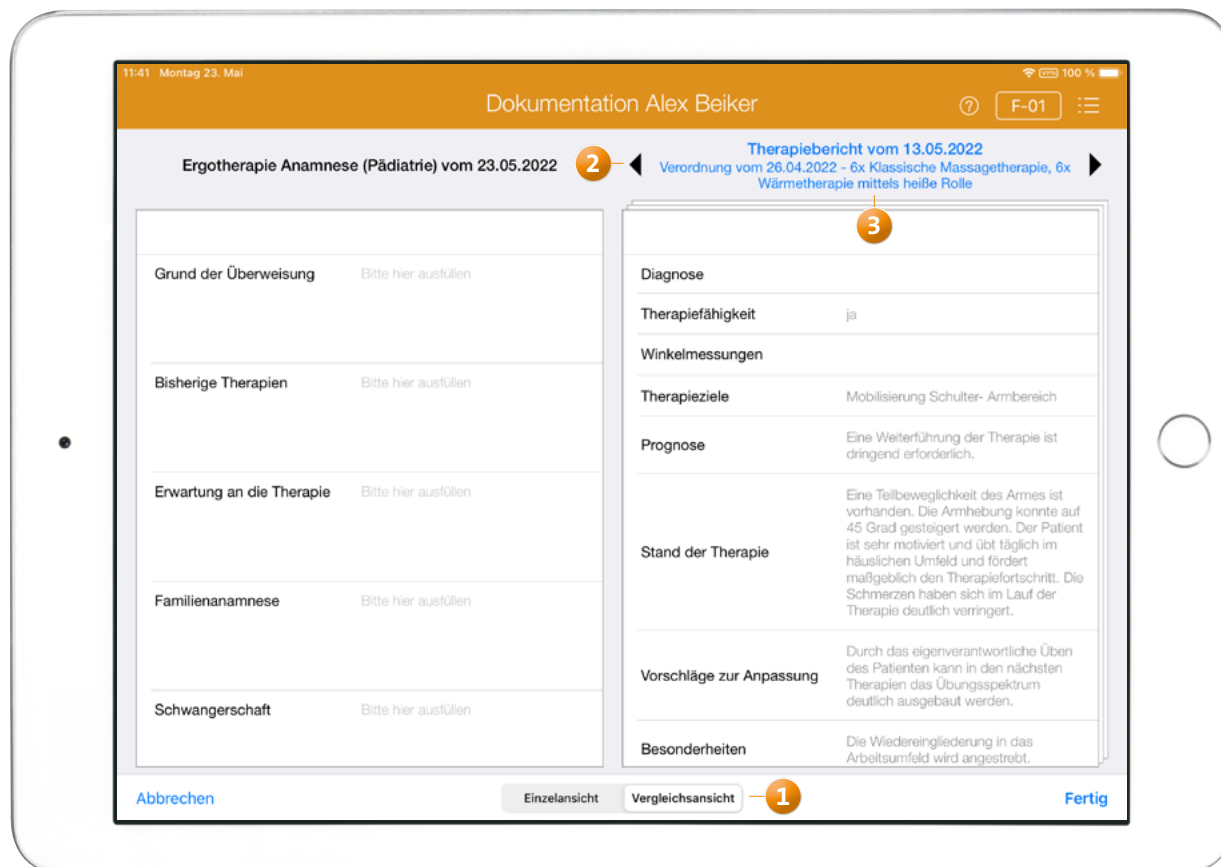 11:41 Montag 23. Mai
VPN 100 %
Dokumentation Alex Beiker
? F-01
Ergotherapie Anamnese (Pädiatrie) vom 23.05.2022
2
Therapiebericht vom 13.05.2022
Verordnung vom 26.04.2022 - 6x Klassische Massagetherapie, 6x
Wärmetherapie mittels heiße Rolle
3
Grund der Überweisung Bitte hier ausfüllen
Bisherige Therapien Bitte hier ausfüllen
Erwartung an die Therapie Bitte hier ausfüllen
Familienanamnese Bitte hier ausfüllen
Schwangerschaft Bitte hier ausfüllen
Diagnose
Therapiefähigkeit ja
Winkelmessungen
Therapieziele Mobilisierung Schulter- Armbereich
Prognose
Eine Weiterführung der Therapie ist
dringend erforderlich.
Stand der Therapie
Eine Teilbeweglichkeit des Armes ist
vorhanden. Die Armhebung konnte auf
45 Grad gesteigert werden. Der Patient
ist sehr motiviert und übt täglich im
häuslichen Umfeld und fördert
maßgeblich den Therapiefortschritt. Die
Schmerzen haben sich im Lauf der
Therapie deutlich verringert.
Vorschläge zur Anpassung
Durch das eigenverantwortliche Üben
des Patienten kann in den nächsten
Therapien das Übungsspektrum
deutlich ausgebaut werden.
Besonderheiten
Die Wiedereingliederung in das
Arbeitsumfeld wird angestrebt.
Abbrechen
Einzelansicht
Vergleichsansicht
1
Fertig